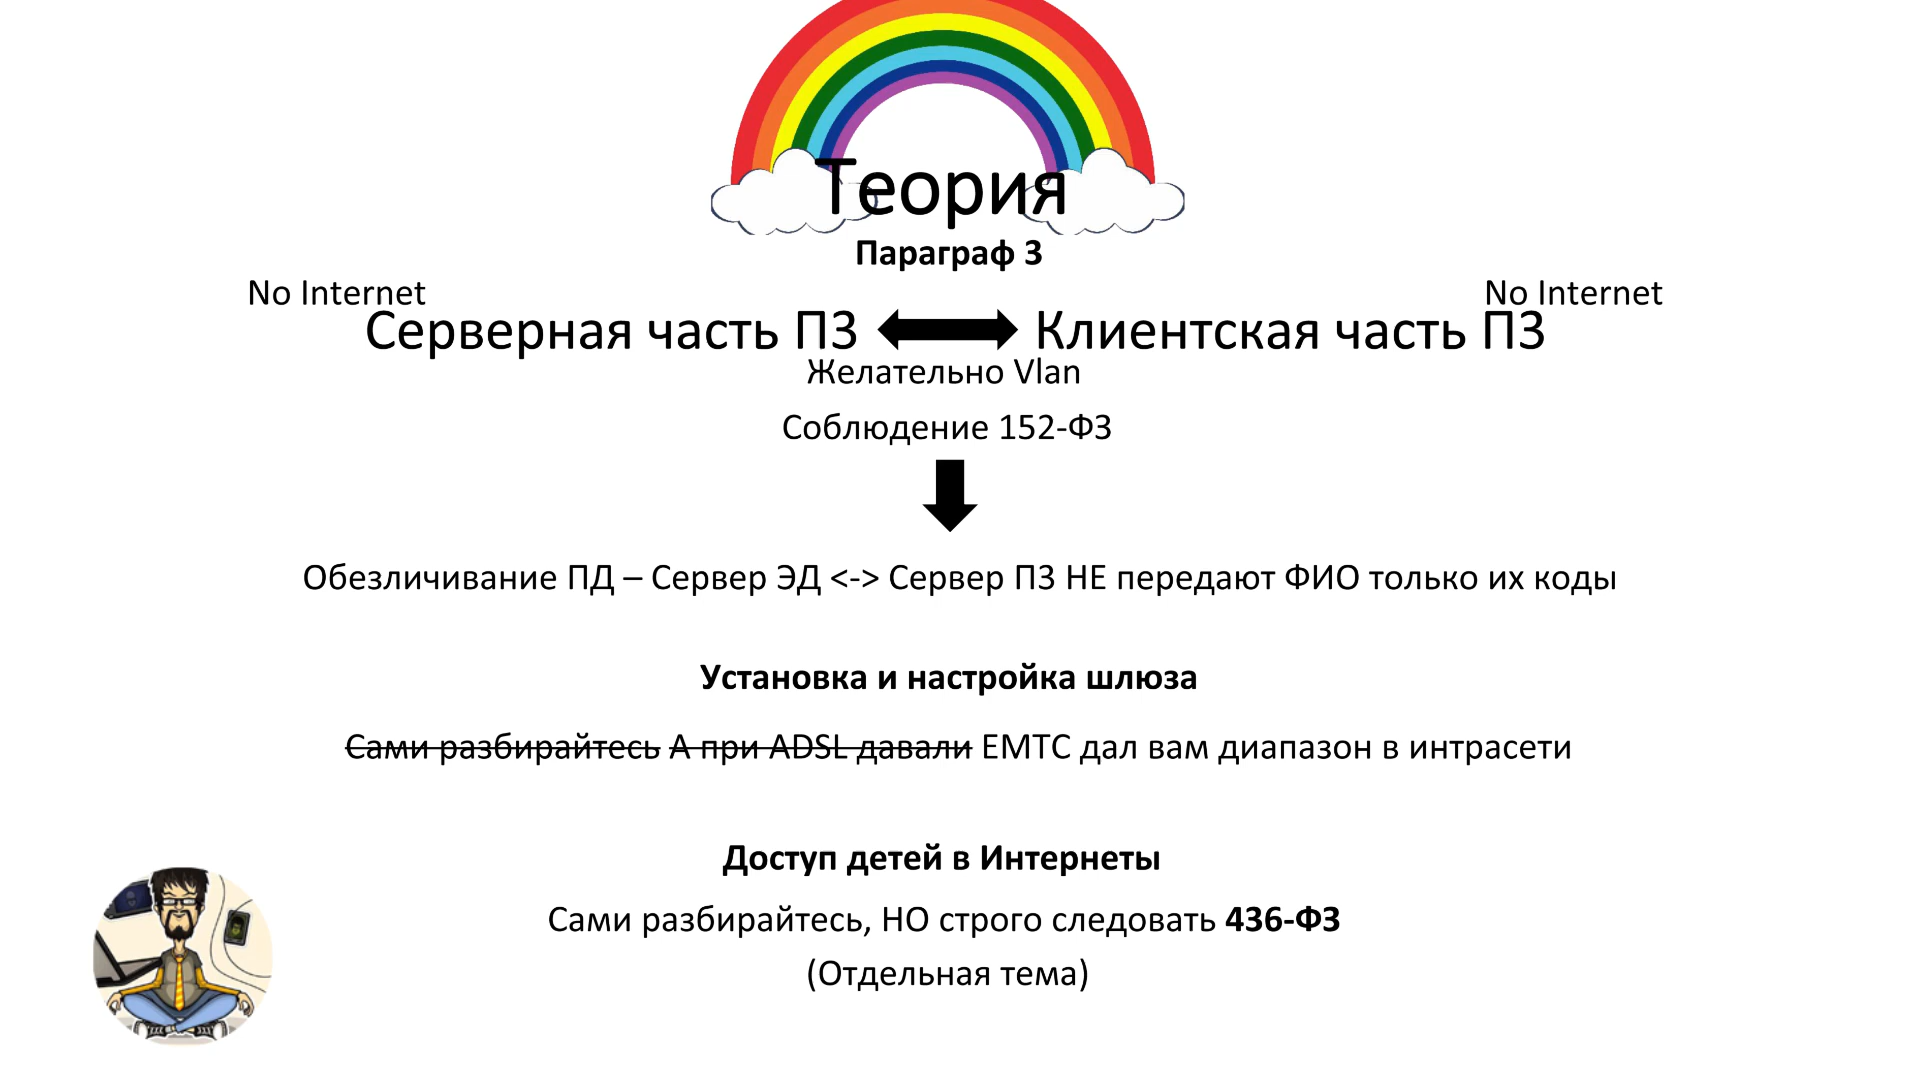 Теория
Параграф 3
No Internet
No Internet
Серверная часть ПЗ
Клиентская часть ПЗ
Желательно Vlan
Соблюдение 152-ФЗ
Обезличивание ПД – Сервер ЭД <-> Сервер ПЗ НЕ передают ФИО только их коды
Установка и настройка шлюза
Сами разбирайтесь А при ADSL давали ЕМТС дал вам диапазон в интрасети
Доступ детей в Интернеты
Сами разбирайтесь, НО строго следовать 436-ФЗ
(Отдельная тема)